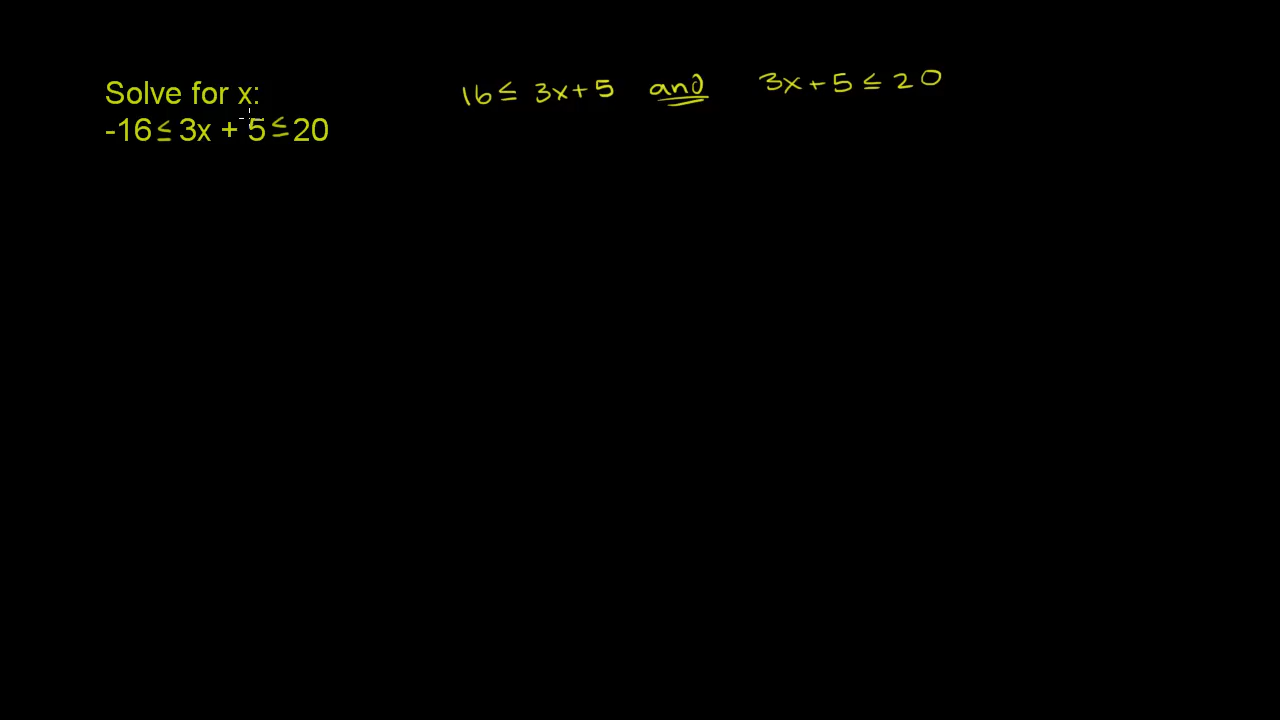 Solve for x:
-16 ≤ 3x + 5 ≤ 20
16 ≤ 3x + 5 and 3x + 5 ≤ 20